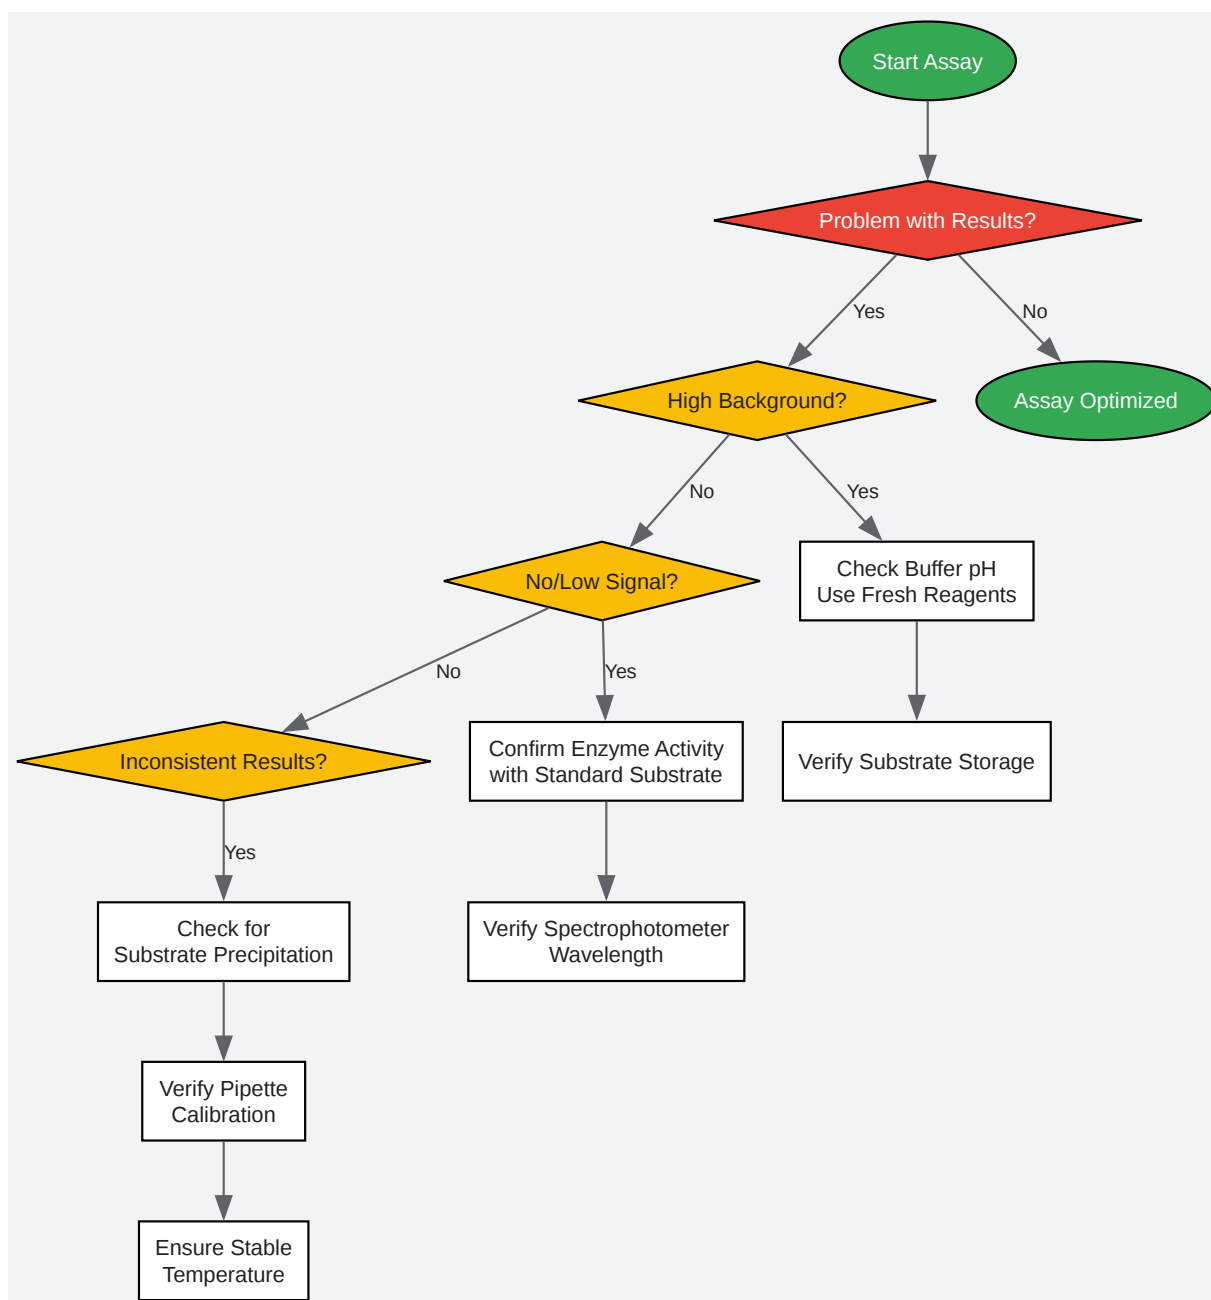 Start Assay
Problem with Results?
Yes
No
High Background?
Assay Optimized
No
Yes
No/Low Signal?
Check Buffer pH
Use Fresh Reagents
No
Yes
Inconsistent Results?
Confirm Enzyme Activity
with Standard Substrate
Verify Substrate Storage
Yes
Check for
Substrate Precipitation
Verify Spectrophotometer
Wavelength
Verify Pipette
Calibration
Ensure Stable
Temperature